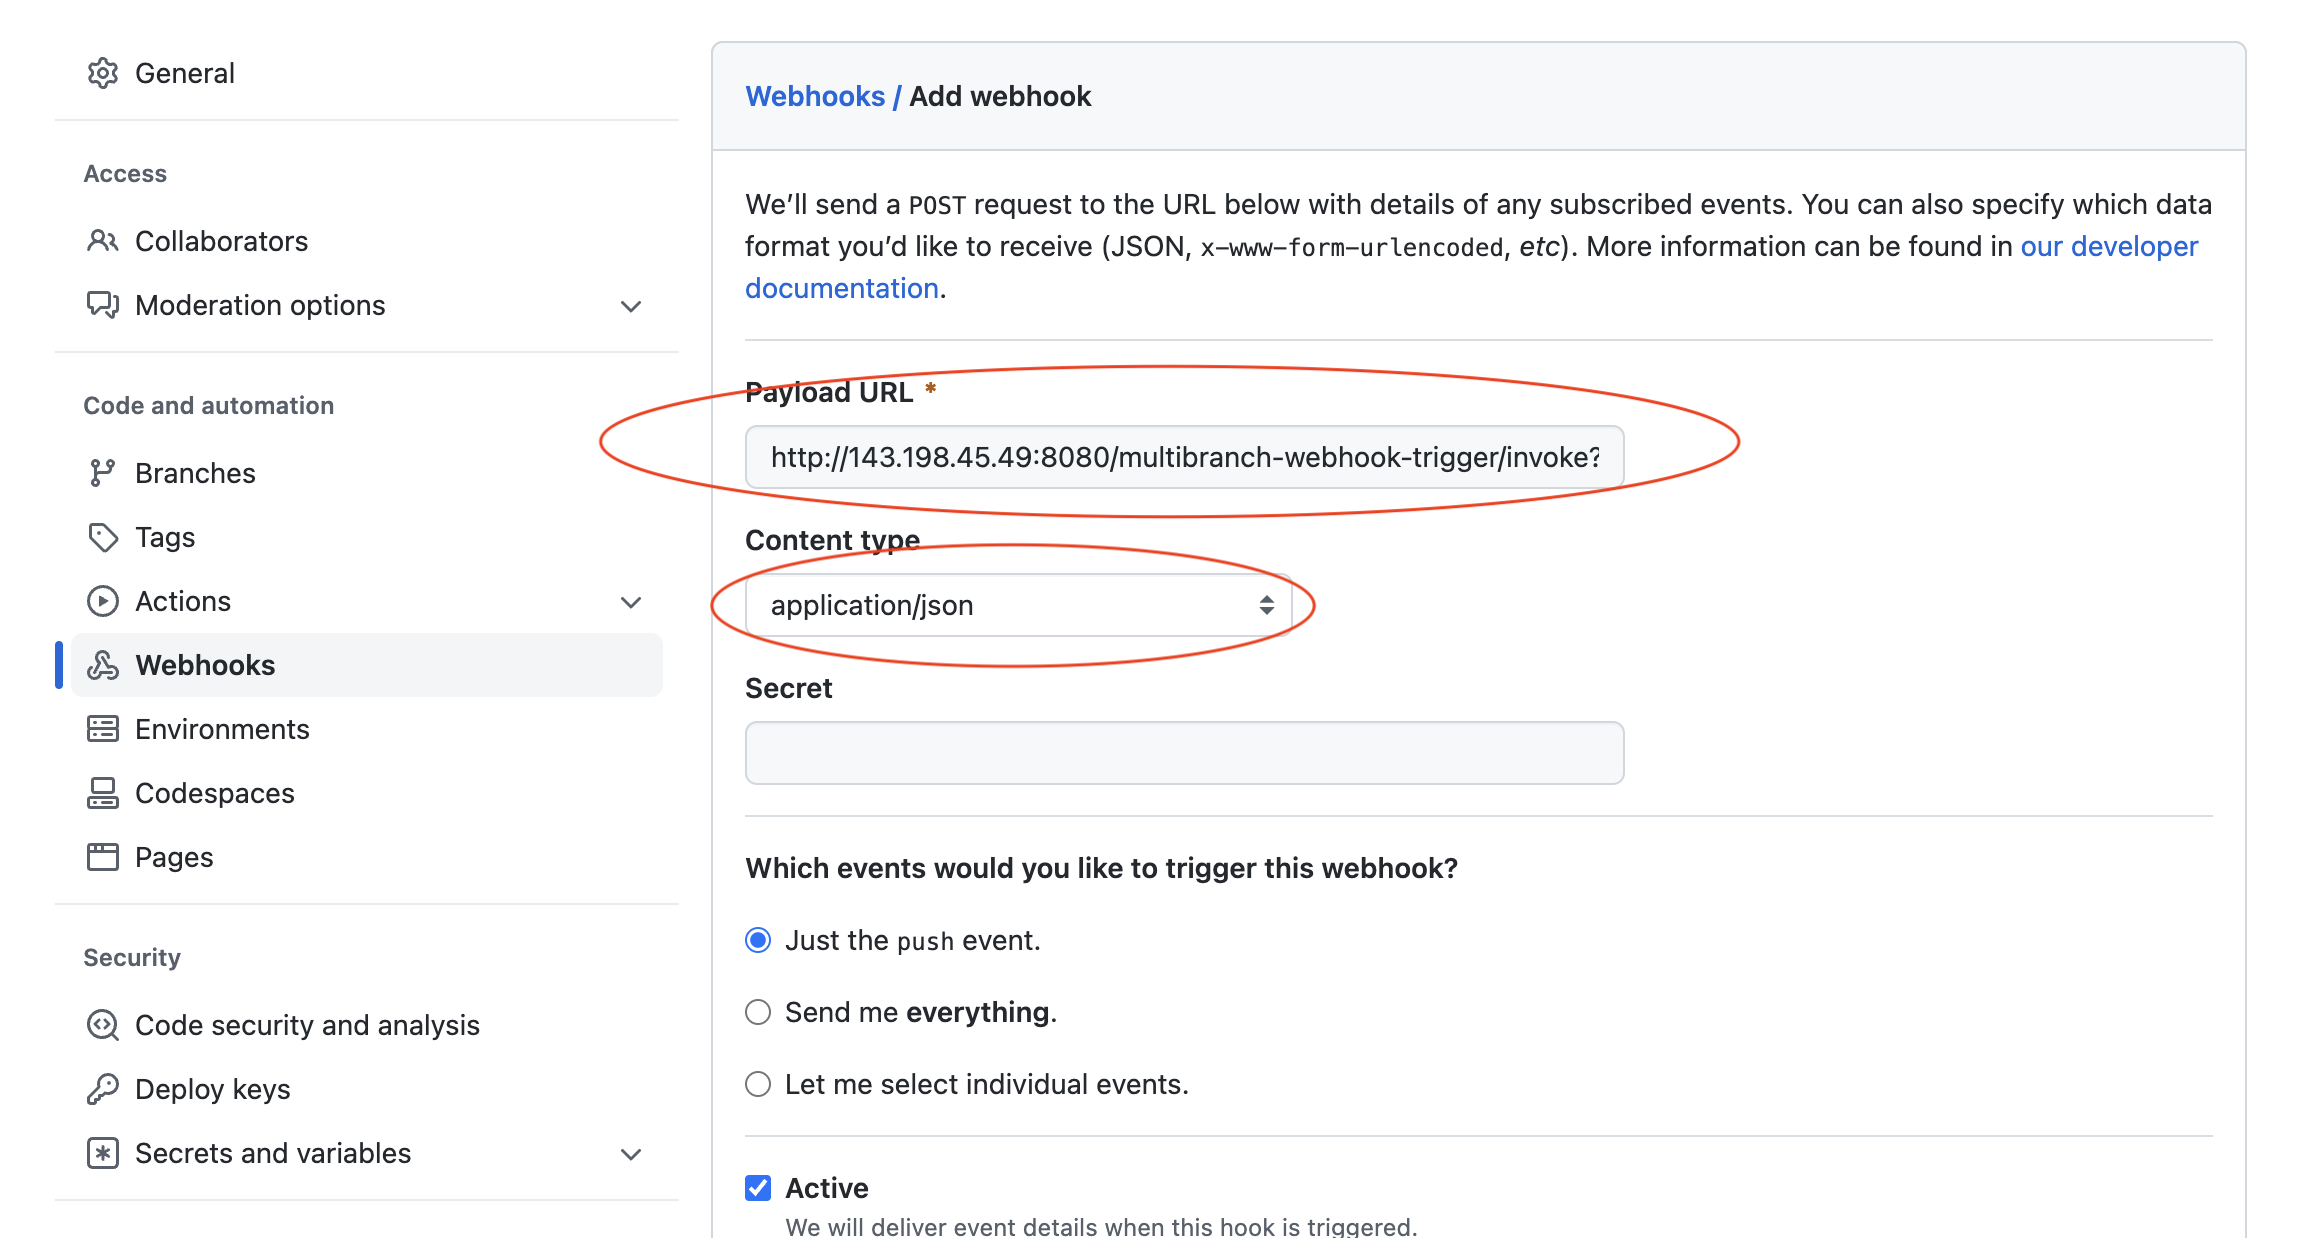 General
Access
Collaborators
Moderation options
Code and automation
Branches
Tags
Actions
Webhooks
Environments
Codespaces
Pages
Security
Code security and analysis
Deploy keys
Secrets and variables
Webhooks / Add webhook
We’ll send a POST request to the URL below with details of any subscribed events. You can also specify which data
format you’d like to receive (JSON, x-www-form-urlencoded, etc). More information can be found in our developer
documentation.
Payload URL *
http://143.198.45.49:8080/multibranch-webhook-trigger/invoke?
Content type
application/json
Secret
Which events would you like to trigger this webhook?
Just the push event.
Send me everything.
Let me select individual events.
Active
We will deliver event details when this hook is triggered.